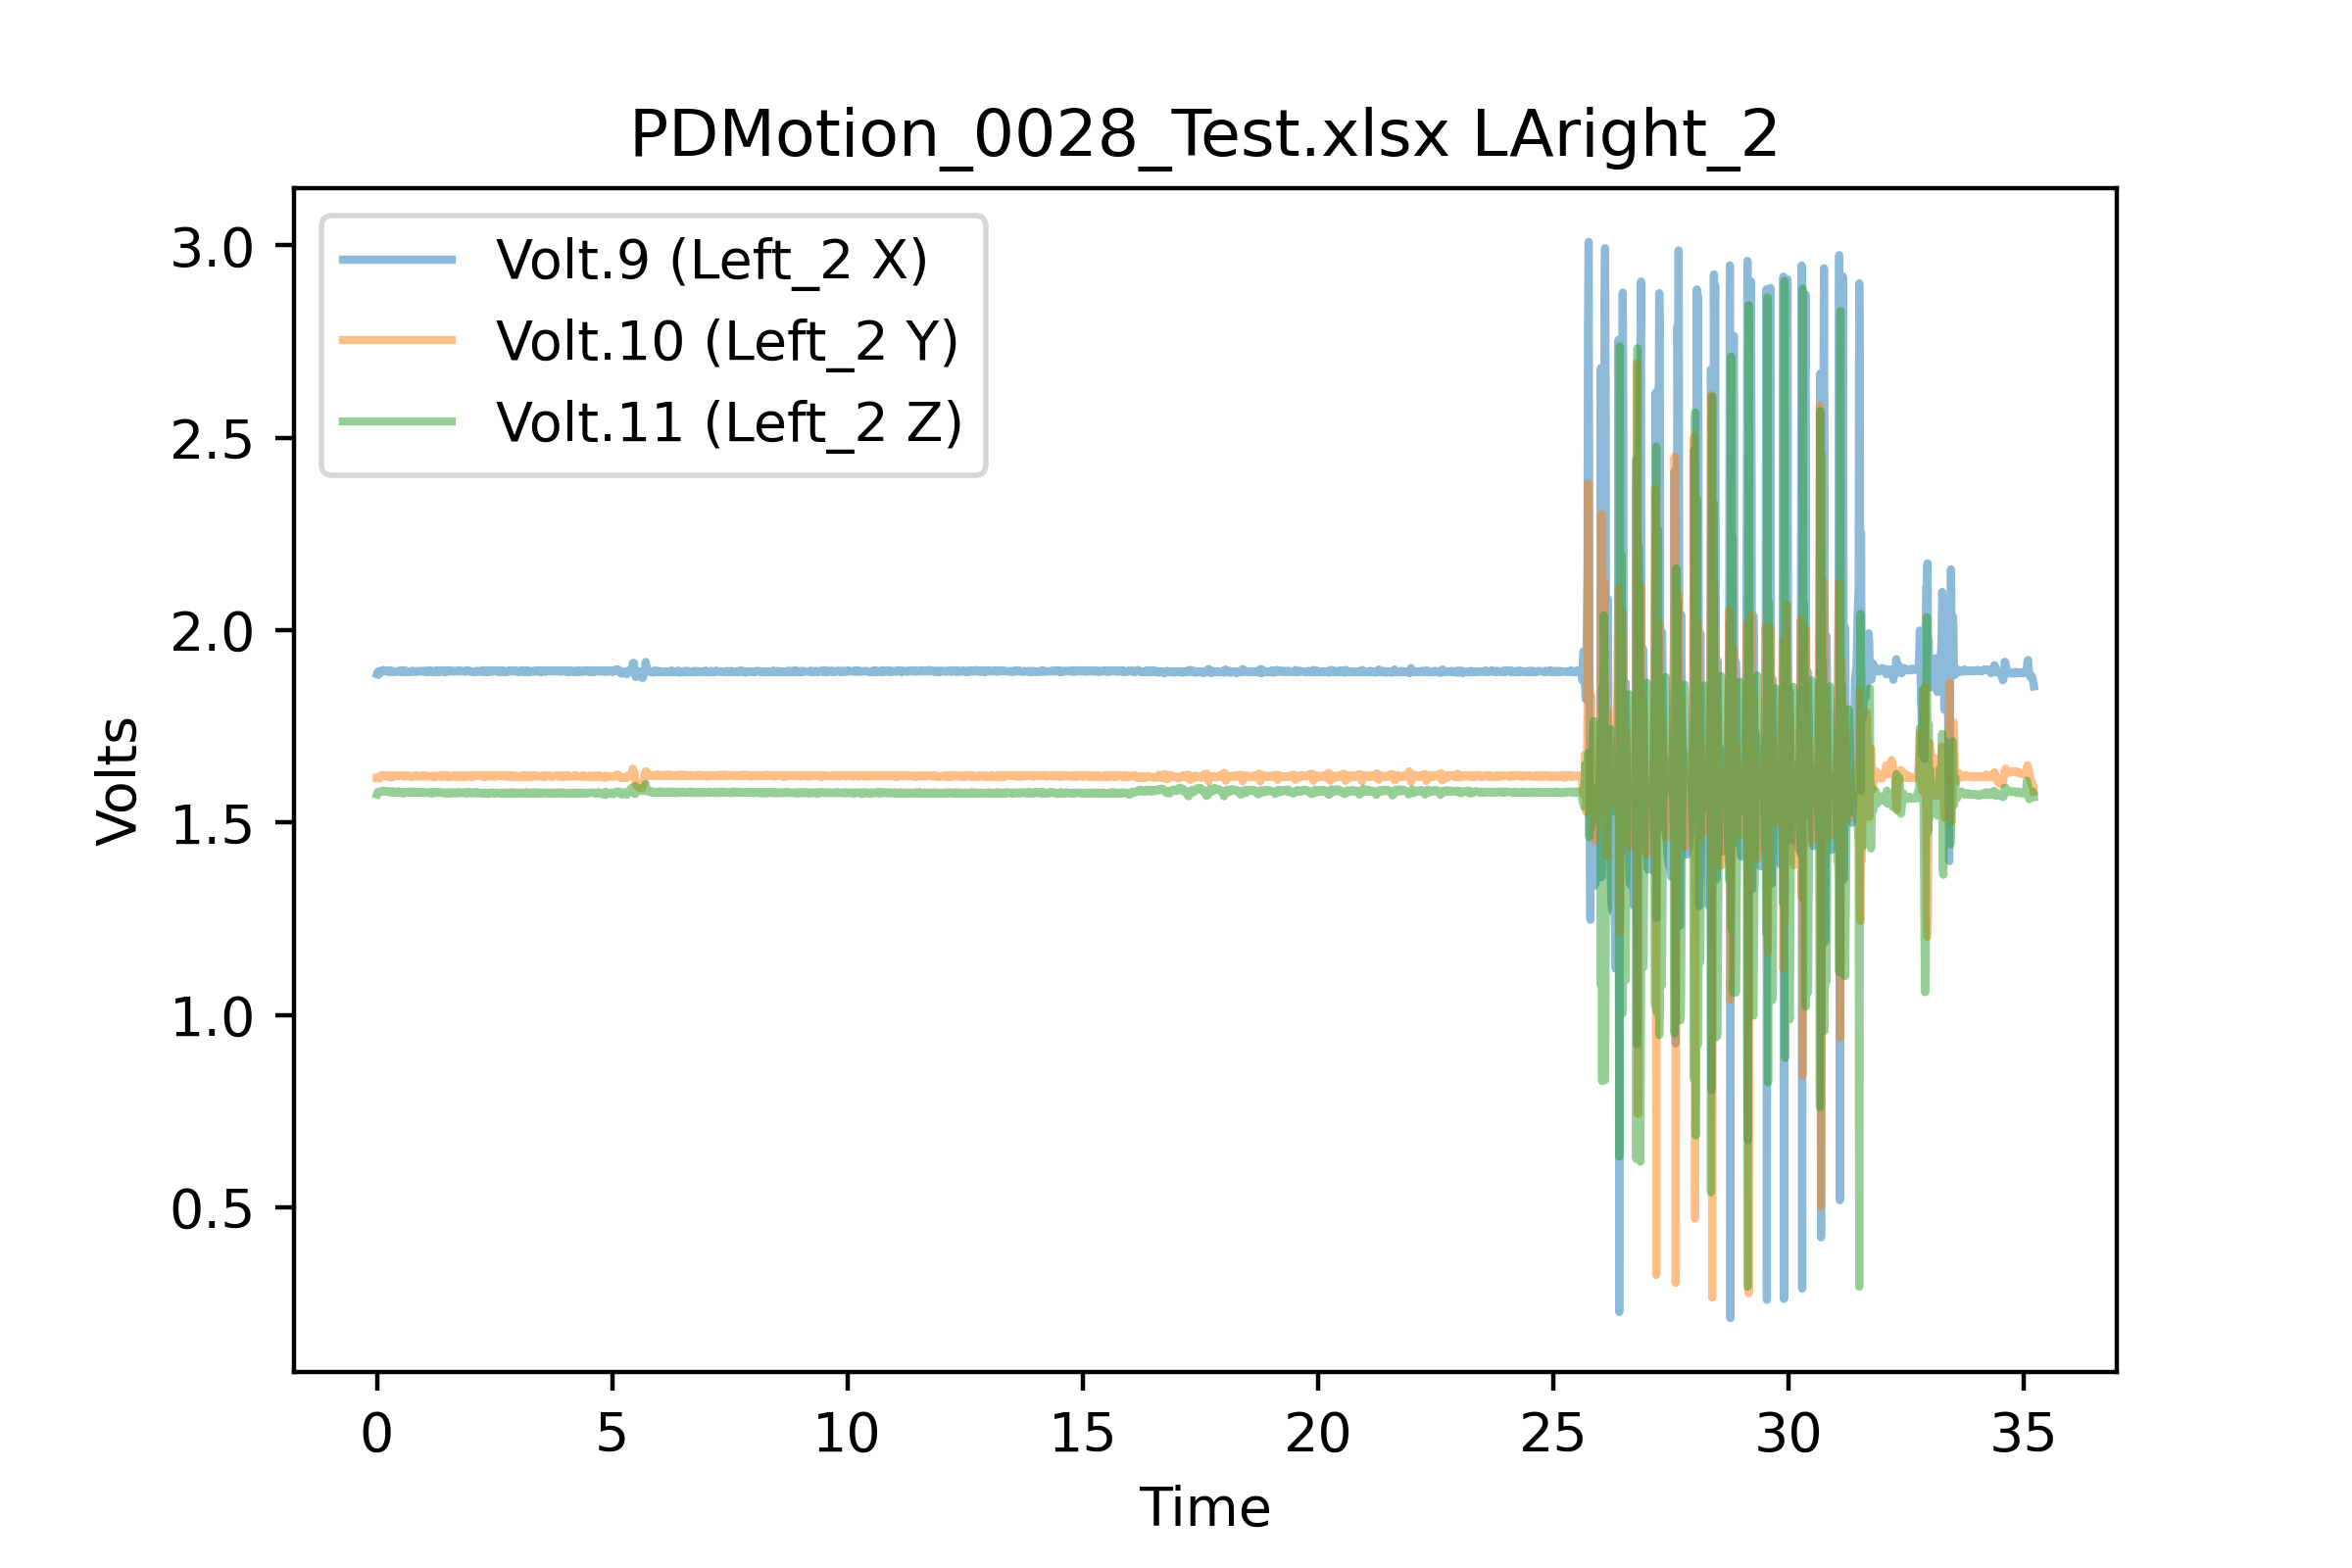 PDMotion_0028_Test.xlsx LAright_2
Volt.9 (Left_2 X)
Volt.10 (Left_2 Y)
Volt.11 (Left_2 Z)
Volts
3.0
2.5
2.0
1.5
1.0
0.5
0 5 10 15 20 25 30 35
Time